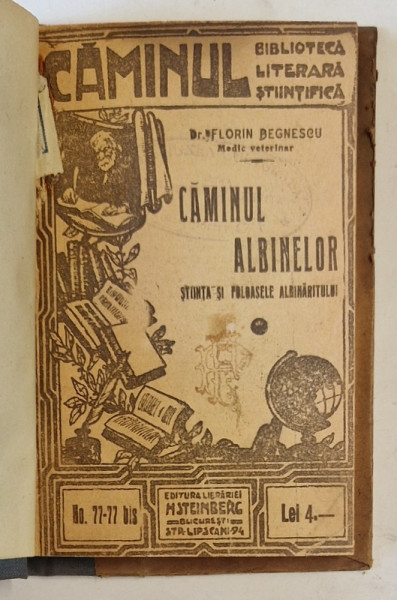 CĂMINUL
BIBLIOTECA
LITERARĂ
ȘTIINȚIFICĂ
Dr. FLORIN BEGNESCU
Medic veterinar
CĂMINUL
ALBINELOR
ȘTIINȚA ȘI FOLOASELE ALBINĂRITULUI
No. 77-77 bis
EDITURA LIBRĂRIEI
H.STEINBERG
BUCUREȘTI
STR-LIPSCANI-94
Lei 4.—